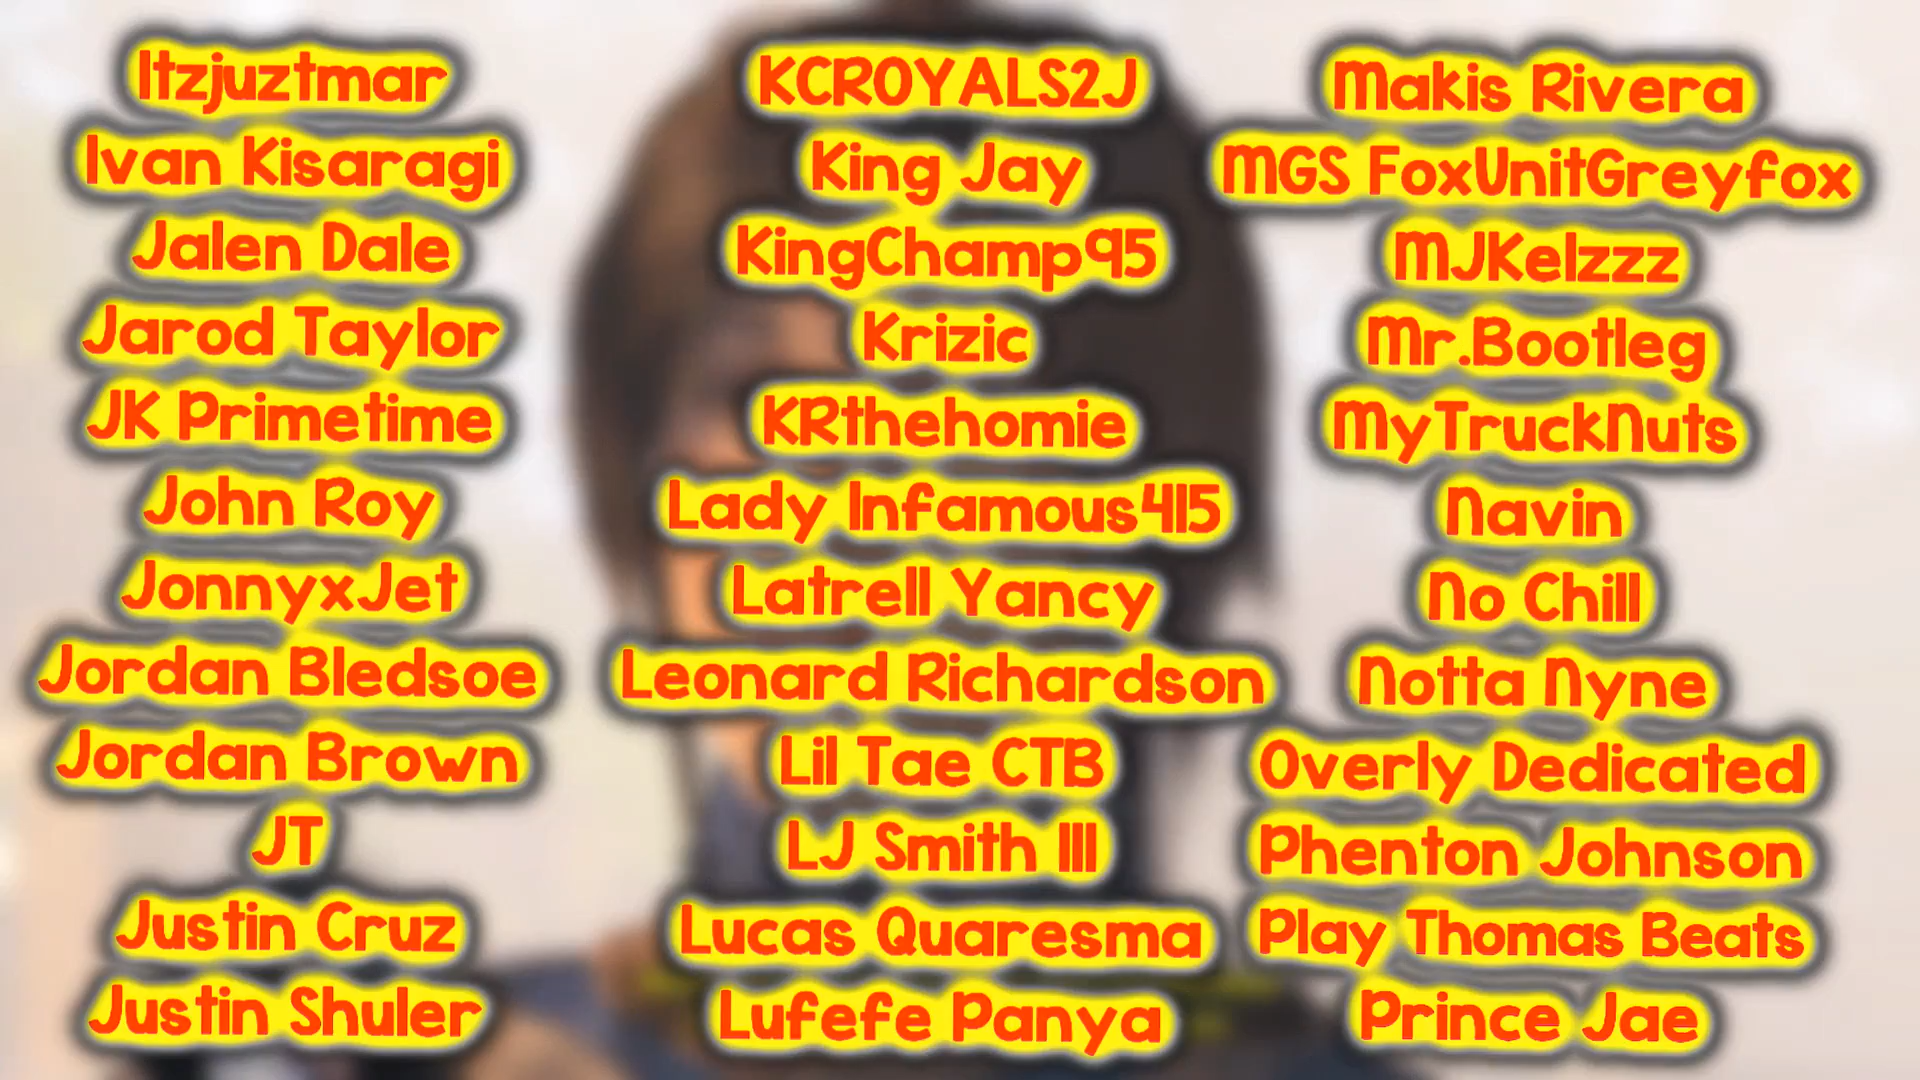 Itzjuztmar
Ivan Kisaragi
Jalen Dale
Jarod Taylor
JK Primetime
John Roy
JonnyxJet
Jordan Bledsoe
Jordan Brown
JT
Justin Cruz
Justin Shuler
KCROYALS2J
King Jay
KingChamp95
Krizic
KRthehomie
Lady Infamous415
Latrell Yancy
Leonard Richardson
Lil Tae CTB
LJ Smith III
Lucas Quaresma
Lufefe Panya
Makis Rivera
MGS FoxUnitGreyfox
MJKelzzz
Mr.Bootleg
MyTruckNuts
Navin
No Chill
Notta Nyne
Overly Dedicated
Phenton Johnson
Play Thomas Beats
Prince Jae